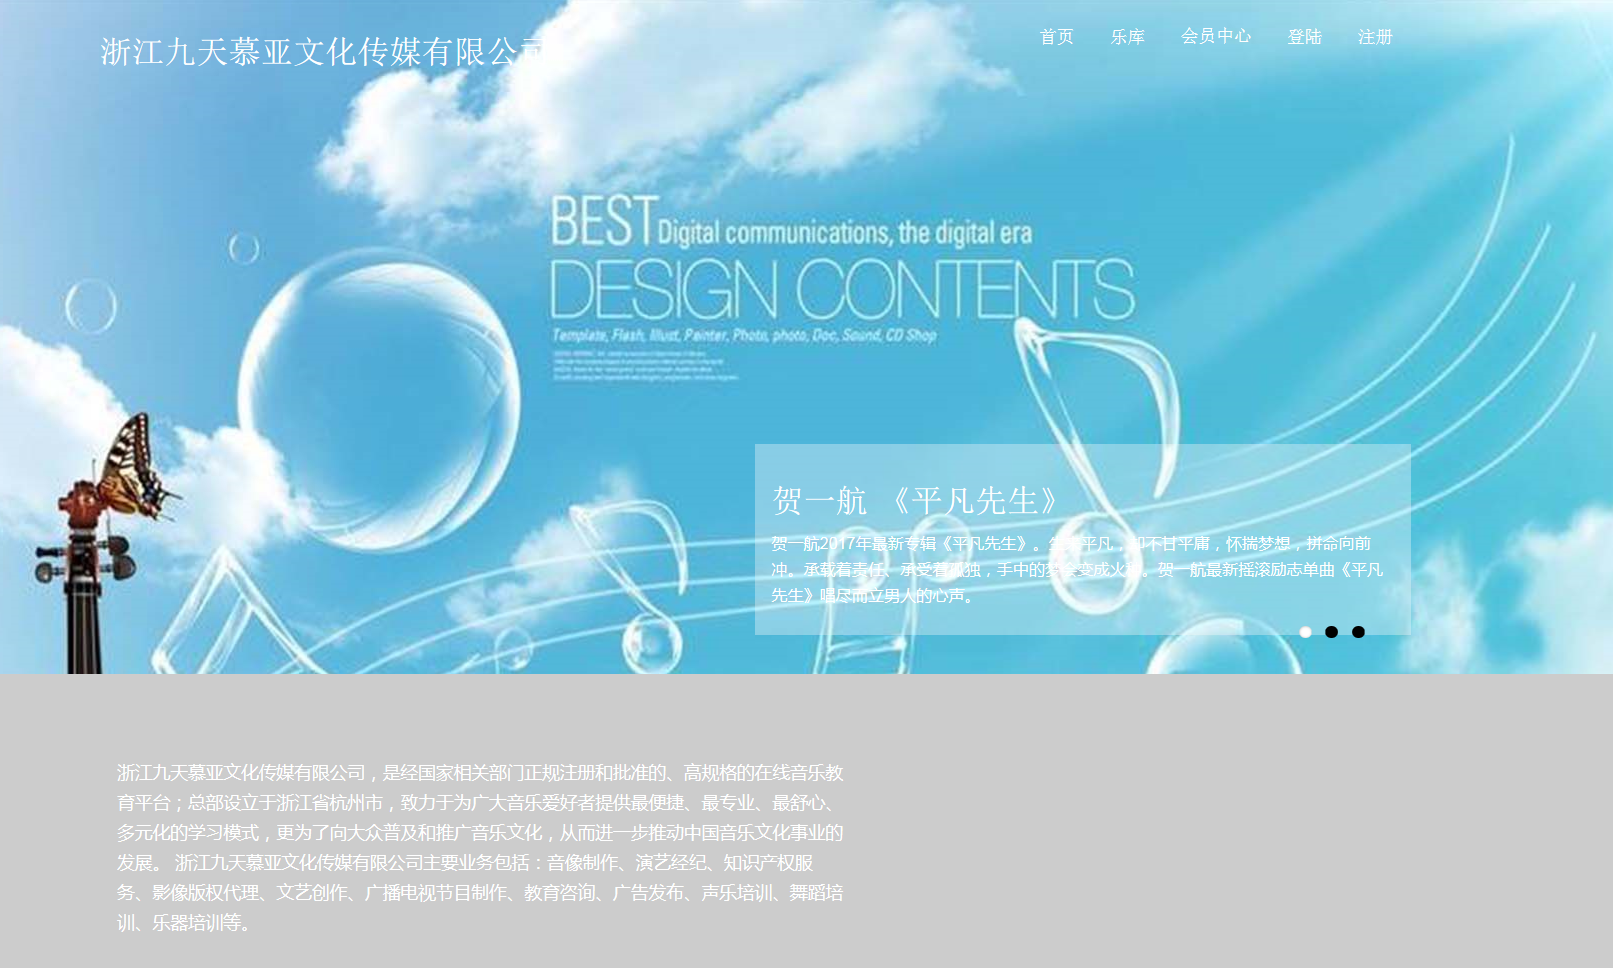 浙江九天慕亚文化传媒有限公司
首页 乐库 会员中心 登陆 注册
BEST Digital communications, the digital era
DESIGN CONTENTS
Template, Flash, Illust, Painter, Photo, photo, Doc, Sound, CD Shop
贺一航 《平凡先生》
贺一航2017年最新专辑《平凡先生》。生来平凡，却不甘平庸，怀揣梦想，拼命向前
冲。承载着责任、承受着孤独，手中的梦会变成火种。贺一航最新摇滚励志单曲《平凡
先生》唱尽而立男人的心声。
浙江九天慕亚文化传媒有限公司，是经国家相关部门正规注册和批准的、高规格的在线音乐教
育平台；总部设立于浙江省杭州市，致力于为广大音乐爱好者提供最便捷、最专业、最舒心、
多元化的学习模式，更为了向大众普及和推广音乐文化，从而进一步推动中国音乐文化事业的
发展。 浙江九天慕亚文化传媒有限公司主要业务包括：音像制作、演艺经纪、知识产权服
务、影像版权代理、文艺创作、广播电视节目制作、教育咨询、广告发布、声乐培训、舞蹈培
训、乐器培训等。